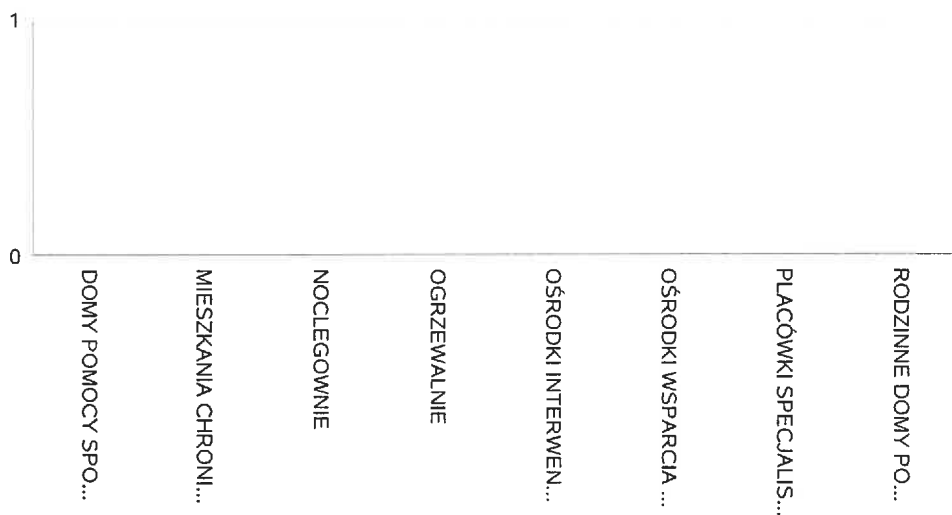 1
0
DOMY POMOCY SPO...
MIESZKANIA CHRONI...
NOCLEGOWNIE
OGRZEWALNIE
OŚRODKI INTERWEN...
OŚRODKI WSPARCIA ...
PLACÓWKI SPECJALIS...
RODZINNE DOMY PO...